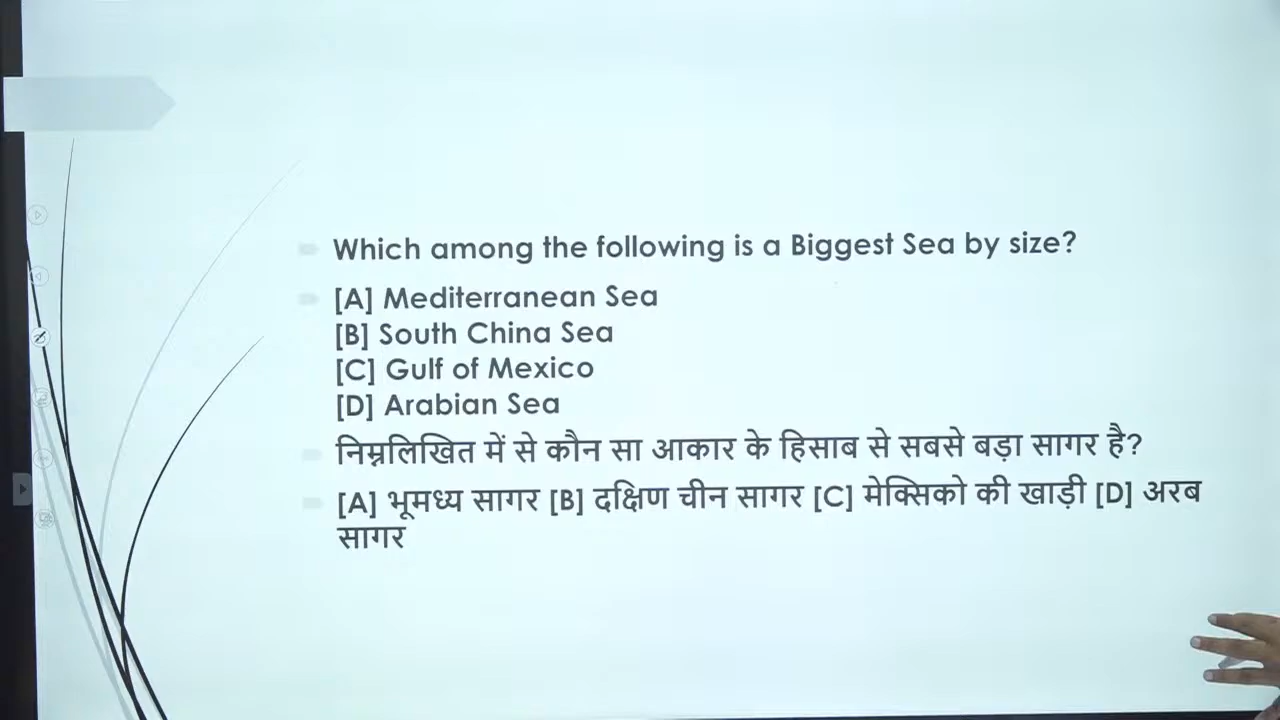 Which among the following is a Biggest Sea by size?
[A] Mediterranean Sea
[B] South China Sea
[C] Gulf of Mexico
[D] Arabian Sea
निम्नलिखित में से कौन सा आकार के हिसाब से सबसे बड़ा सागर है?
[A] भूमध्य सागर [B] दक्षिण चीन सागर [C] मेक्सिको की खाड़ी [D] अरब
सागर